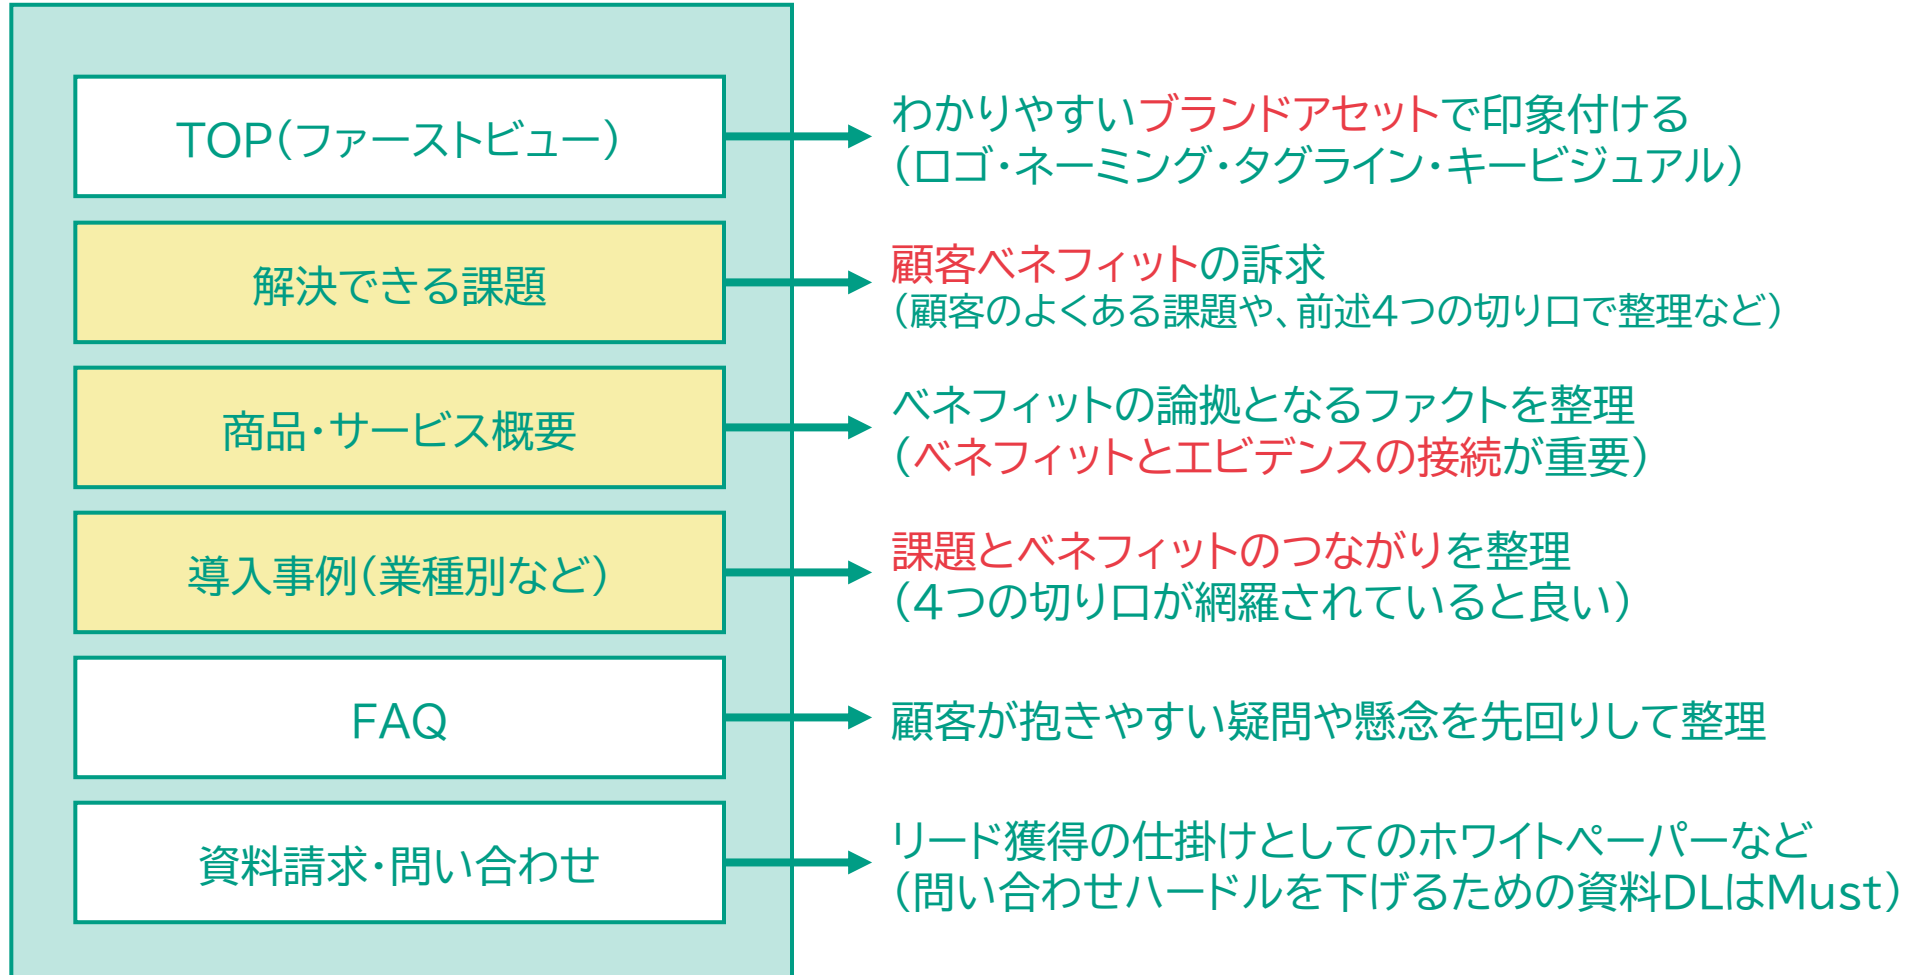 TOP(ファーストビュー)
わかりやすいブランドアセットで印象付ける
(ロゴ・ネーミング・タグライン・キービジュアル)
解決できる課題
顧客ベネフィットの訴求
(顧客のよくある課題や、前述4つの切り口で整理など)
商品・サービス概要
ベネフィットの論拠となるファクトを整理
(ベネフィットとエビデンスの接続が重要)
導入事例(業種別など)
課題とベネフィットのつながりを整理
(4つの切り口が網羅されていると良い)
FAQ
顧客が抱きやすい疑問や懸念を先回りして整理
資料請求・問い合わせ
リード獲得の仕掛けとしてのホワイトペーパーなど
(問い合わせハードルを下げるための資料DLはMust)